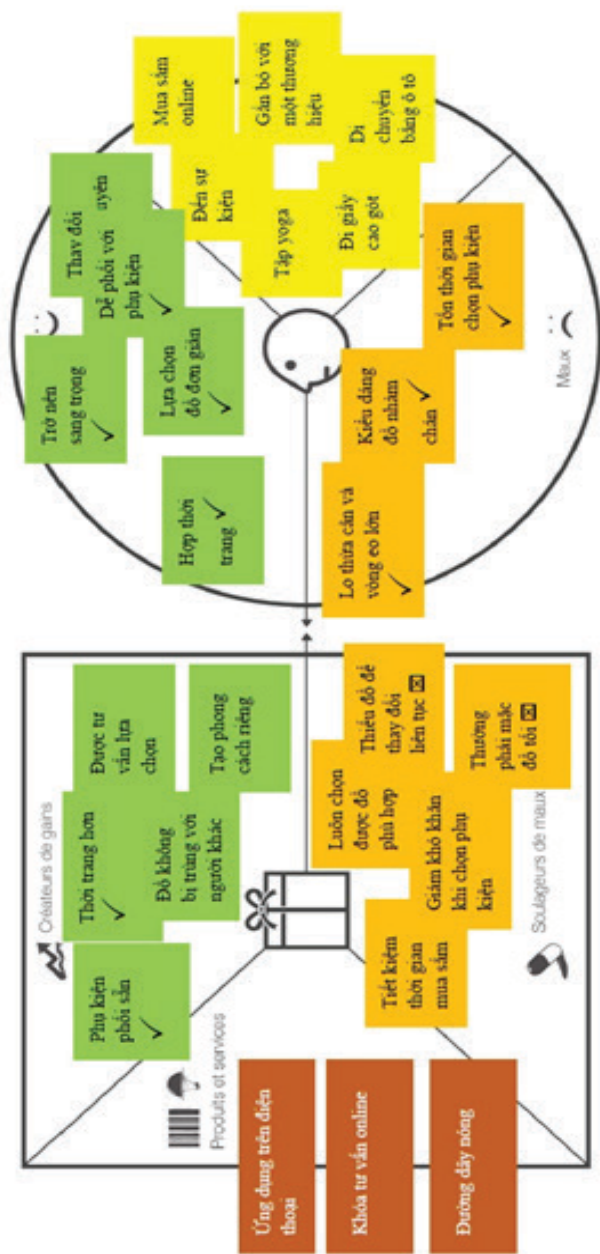 Créateurs de gains
Phụ kiện
phối sẵn
Thời trang hơn
Được tư
vấn lựa
chọn
Đồ không
bị trùng với
người khác
Tạo phong
cách riêng
Produits et services
Ứng dụng trên điện
thoại
Khóa tư vấn online
Đường dây nóng
Tiết kiệm
thời gian
mua sắm
Luôn chọn
được đồ
phù hợp
Giảm khó khăn
khi chọn phụ
kiện
Thiếu đồ để
thay đổi
liên tục
Thường
phải mặc
đồ tối
Soulageurs de maux
Trở nên
sang trọng
Thay đổi
Dễ phối với
phụ kiện
Lựa chọn
đồ đơn giản
Hợp thời
trang
Mua sắm
online
Đến sự
kiện
Gắn bó với
một thương
hiệu
Tập yoga
Đi giày
cao gót
Di
chuyển
bằng ô tô
Lo thừa cân và
vòng eo lớn
Kiểu dáng
đồ nhàm
chán
Tốn thời gian
chọn phụ kiện
Maux